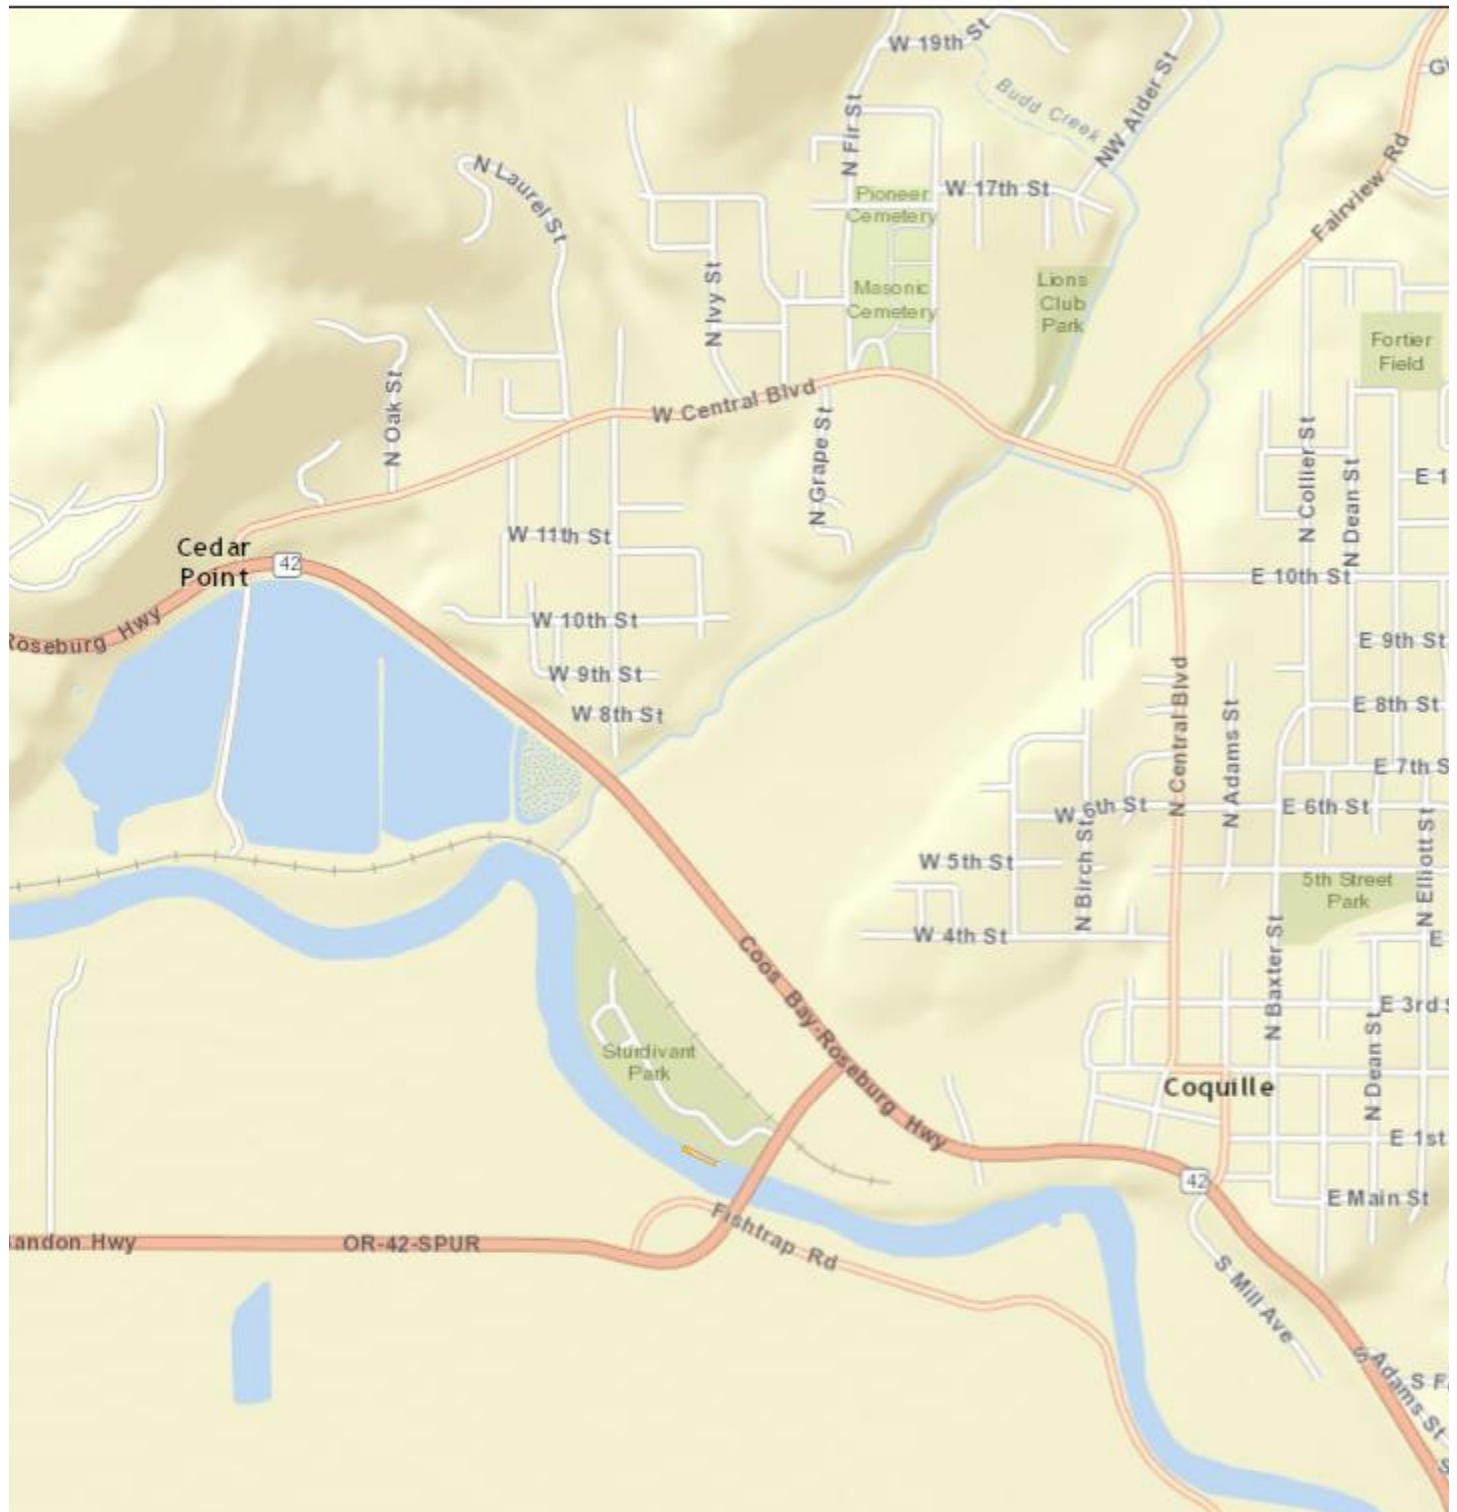 W 19th St
Budd Creek
NW Alder St
N Fir St
Fairview Rd
N Laurel St
Pioneer
Cemetery
W 17th St
N Ivy St
Masonic
Cemetery
Lions
Club
Park
Fortier
Field
N Oak St
W Central Blvd
N Grape St
N Collier St
N Dean St
E 1
W 11th St
Cedar
Point
42
E 10th St
Roseburg Hwy
W 10th St
E 9th St
W 9th St
W 8th St
N Central Blvd
N Adams St
E 8th St
E 7th S
W 6th St
E 6th St
N Birch St
N Elliott St
W 5th St
5th Street
Park
W 4th St
E
N Baxter St
Coos Bay-Roseburg Hwy
E 3rd S
N Dean St
Sturdivant
Park
Coquille
E 1st
42
E Main St
andon Hwy
OR-42-SPUR
Fishtrap Rd
S Mill Ave
S Adams St
S F
S